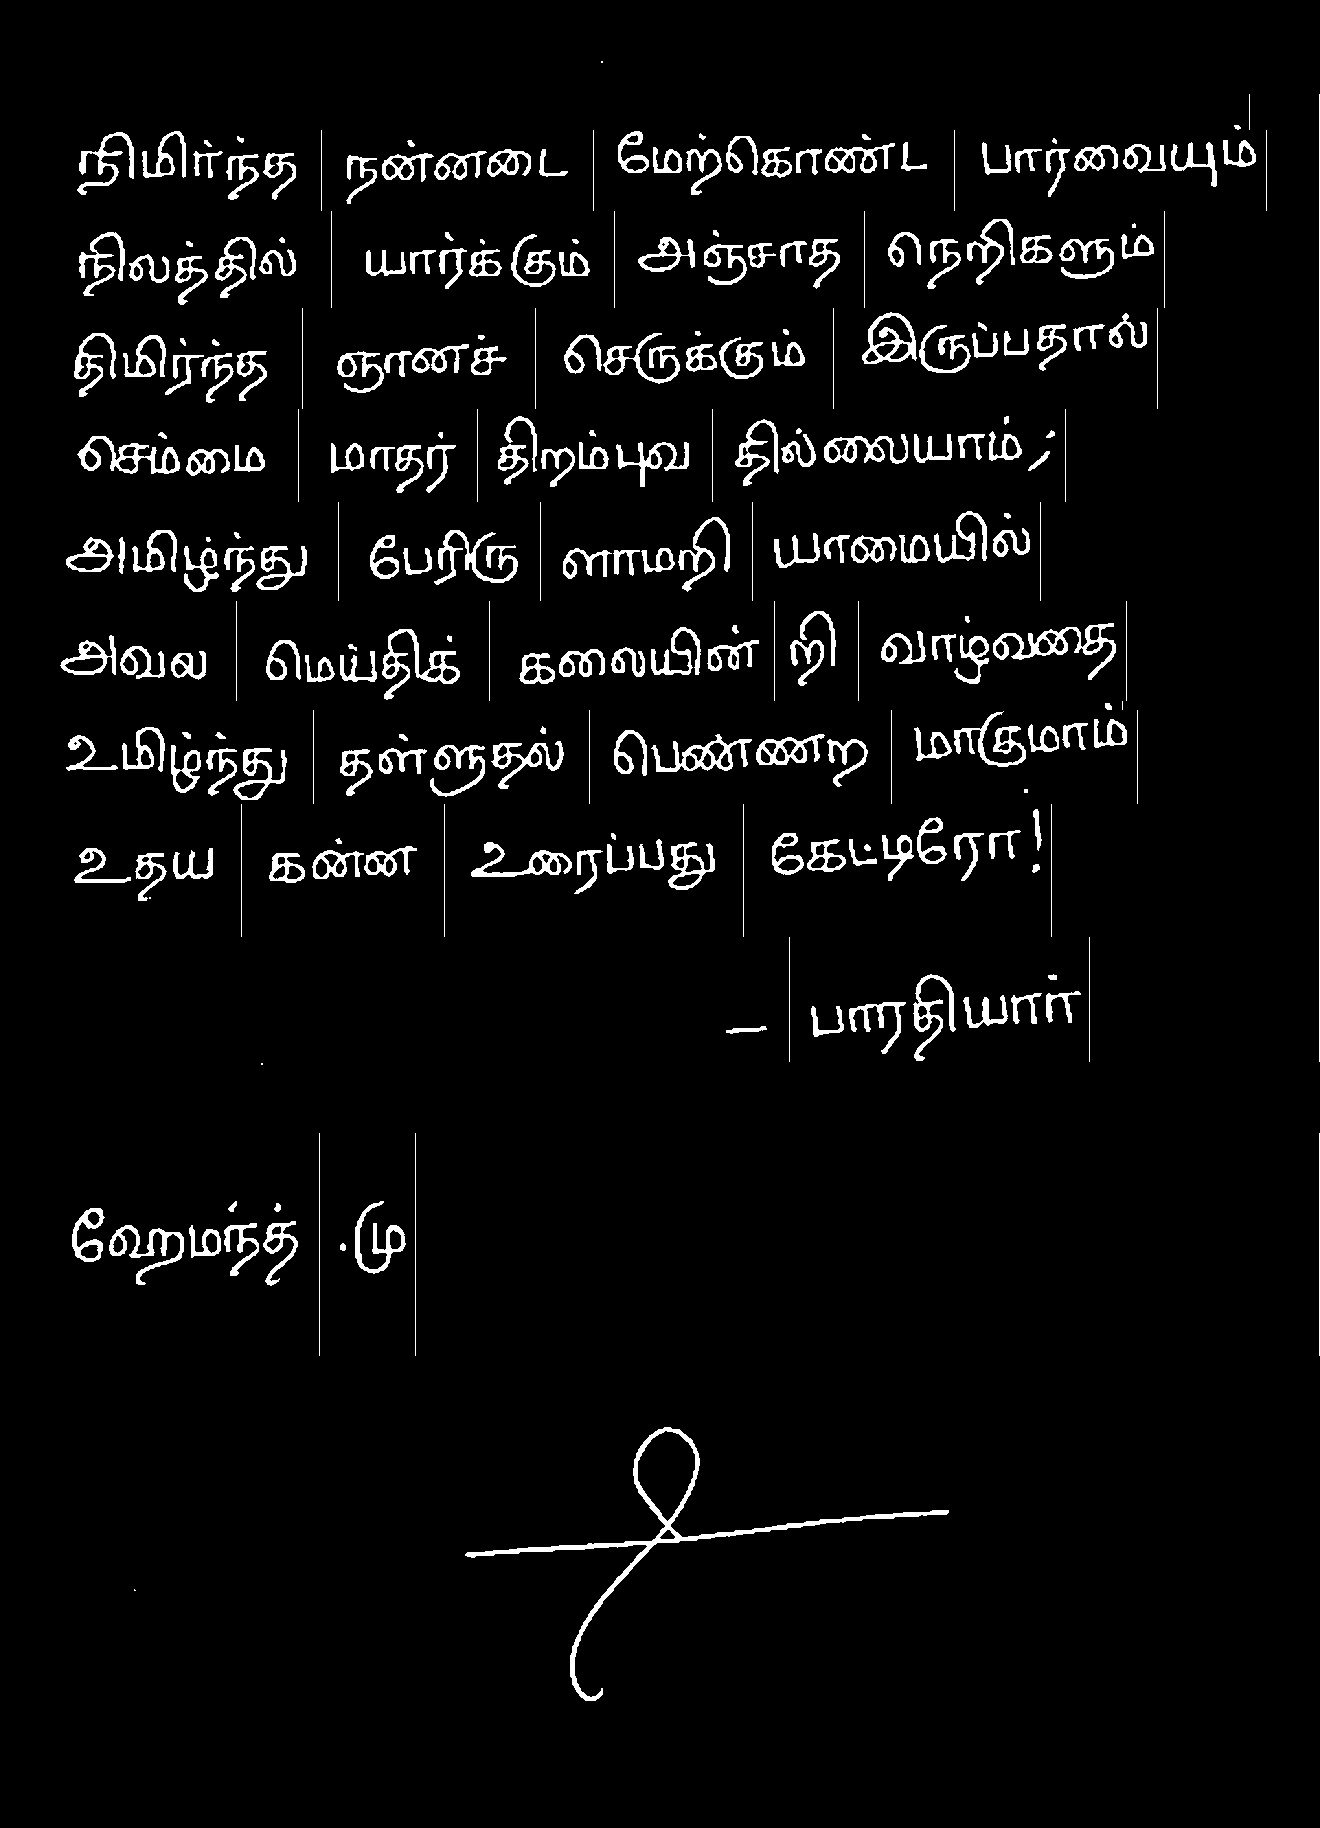 நிமிர்ந்த நன்னடை மேற்கொண்ட பார்வையும்
நிலத்தில் யார்க்கும் அஞ்சாத நெறிகளும்
திமிர்ந்த ஞானச் செருக்கும் இருப்பதால்
செம்மை மாதர் திறம்புவ தில்லையாம்;
அமிழ்ந்து பேரிரு ளாமறி யாமையில்
அவல மெய்திக் கலையின் றி வாழ்வதை
உமிழ்ந்து தள்ளுதல் பெண்ணற மாகுமாம்
உதய கன்ன உரைப்பது கேட்டிரோ!
– பாரதியார்
ஹேமந்த் .மு